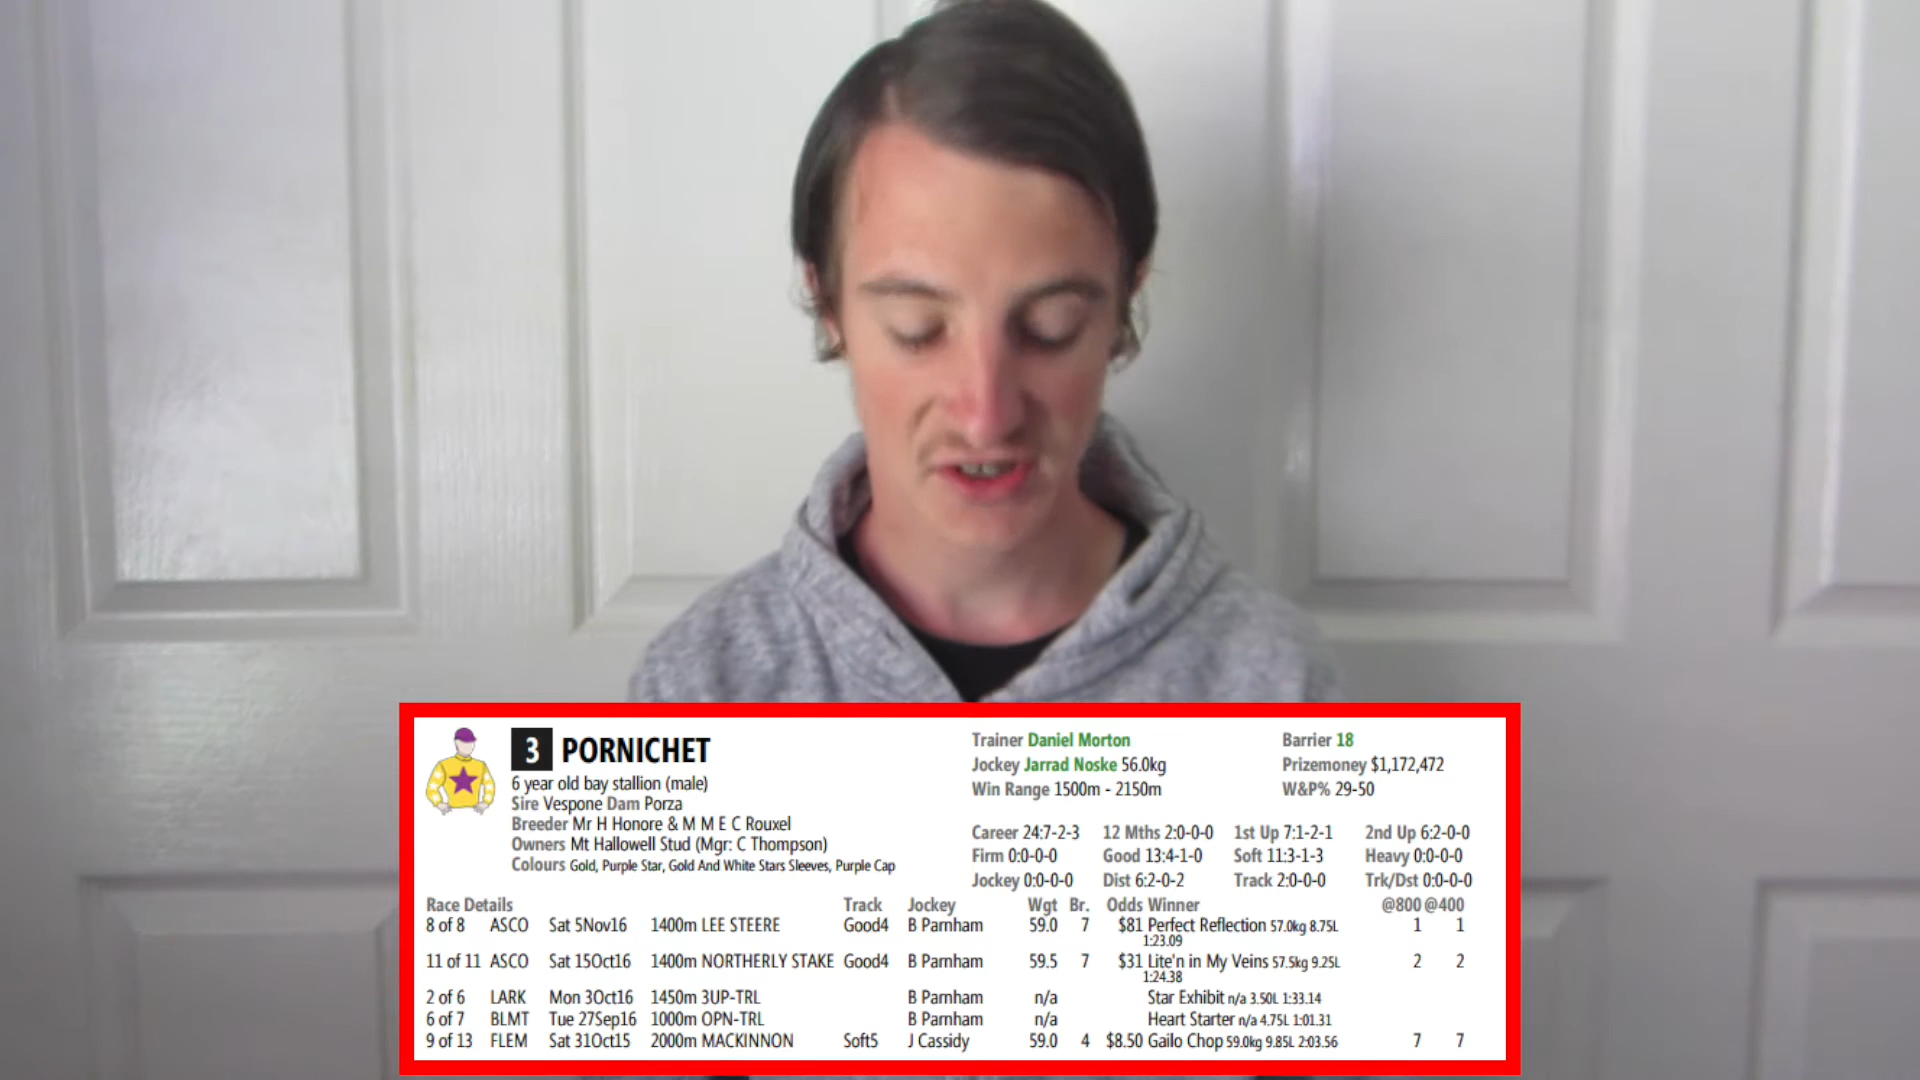 3 PORNICHET
6 year old bay stallion (male)
Sire Vespone Dam Porza
Breeder Mr H Honore & M M E C Rouxel
Owners Mt Hallowell Stud (Mgr: C Thompson)
Colours Gold, Purple Star, Gold And White Stars Sleeves, Purple Cap
Trainer Daniel Morton
Jockey Jarrad Noske 56.0kg
Win Range 1500m - 2150m
Barrier 18
Prizemoney $1,172,472
W&P% 29-50
Career 24:7-2-3 12 Mths 2:0-0-0 1st Up 7:1-2-1 2nd Up 6:2-0-0
Firm 0:0-0-0 Good 13:4-1-0 Soft 11:3-1-3 Heavy 0:0-0-0
Jockey 0:0-0-0 Dist 6:2-0-2 Track 2:0-0-0 Trk/Dst 0:0-0-0
Race Details Track Jockey Wgt Br. Odds Winner @800 @400
8 of 8 ASCO Sat 5Nov16 1400m LEE STEERE Good4 B Parnham 59.0 7 $81 Perfect Reflection 57.0kg 8.75L 1 1
1:23.09
11 of 11 ASCO Sat 15Oct16 1400m NORTHERLY STAKE Good4 B Parnham 59.5 7 $31 Lite'n in My Veins 57.5kg 9.25L 2 2
1:24.38
2 of 6 LARK Mon 3Oct16 1450m 3UP-TRL B Parnham n/a Star Exhibit n/a 3.50L 1:33.14
6 of 7 BLMT Tue 27Sep16 1000m OPN-TRL B Parnham n/a Heart Starter n/a 4.75L 1:01.31
9 of 13 FLEM Sat 31Oct15 2000m MACKINNON Soft5 J Cassidy 59.0 4 $8.50 Gailo Chop 59.0kg 9.85L 2:03.56 7 7